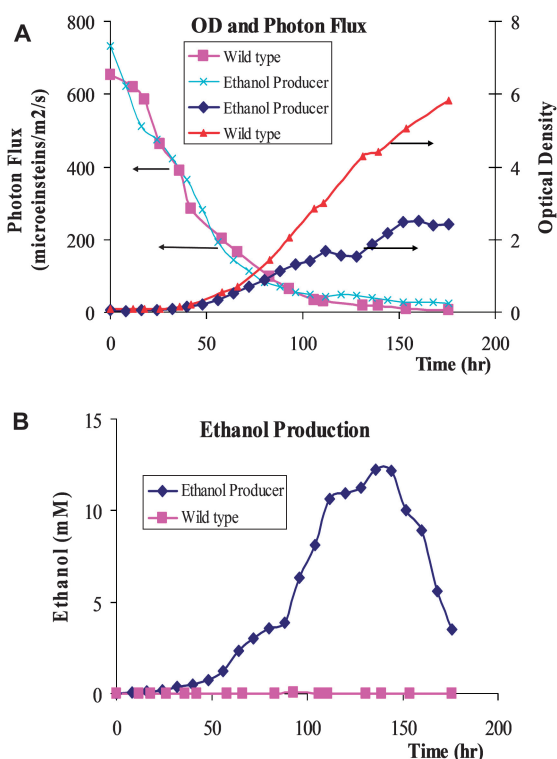 A
OD and Photon Flux
Wild type
Ethanol Producer
Ethanol Producer
Wild type
800
600
400
200
0
Photon Flux
(microeinsteins/m2/s)
8
6
4
2
0
Optical Density
0
50
100
150
200
Time (hr)
B
Ethanol Production
Ethanol Producer
Wild type
15
10
5
0
Ethanol (mM)
0
50
100
150
200
Time (hr)